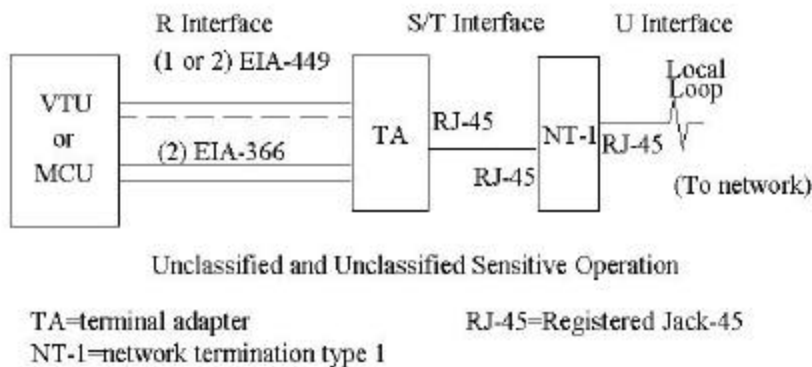 R Interface
S/T Interface
U Interface
(1 or 2) EIA-449
Local
Loop
VTU
or
MCU
(2) EIA-366
TA
RJ-45
RJ-45
NT-1
RJ-45
(To network)
Unclassified and Unclassified Sensitive Operation
TA=terminal adapter
RJ-45=Registered Jack-45
NT-1=network termination type 1